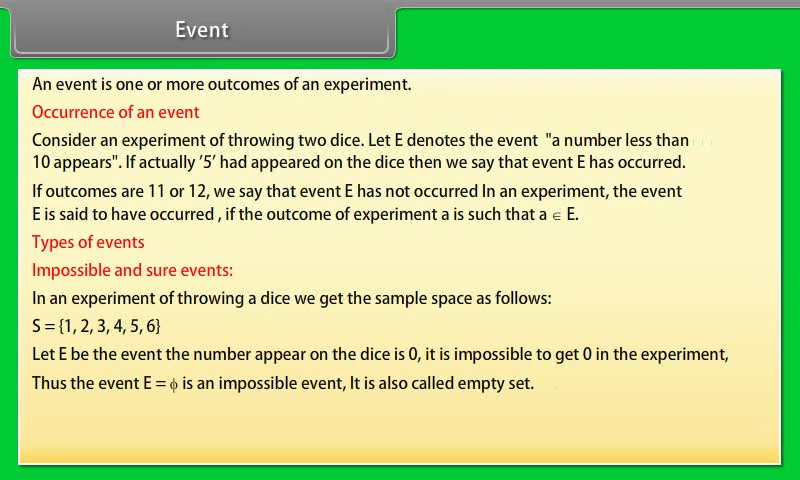 Event
An event is one or more outcomes of an experiment.
Occurrence of an event
Consider an experiment of throwing two dice. Let E denotes the event "a number less than
10 appears". If actually '5' had appeared on the dice then we say that event E has occurred.
If outcomes are 11 or 12, we say that event E has not occurred In an experiment, the event
E is said to have occurred , if the outcome of experiment a is such that a ∈ E.
Types of events
Impossible and sure events:
In an experiment of throwing a dice we get the sample space as follows:
S = {1, 2, 3, 4, 5, 6}
Let E be the event the number appear on the dice is 0, it is impossible to get 0 in the experiment,
Thus the event E = ϕ is an impossible event, It is also called empty set.